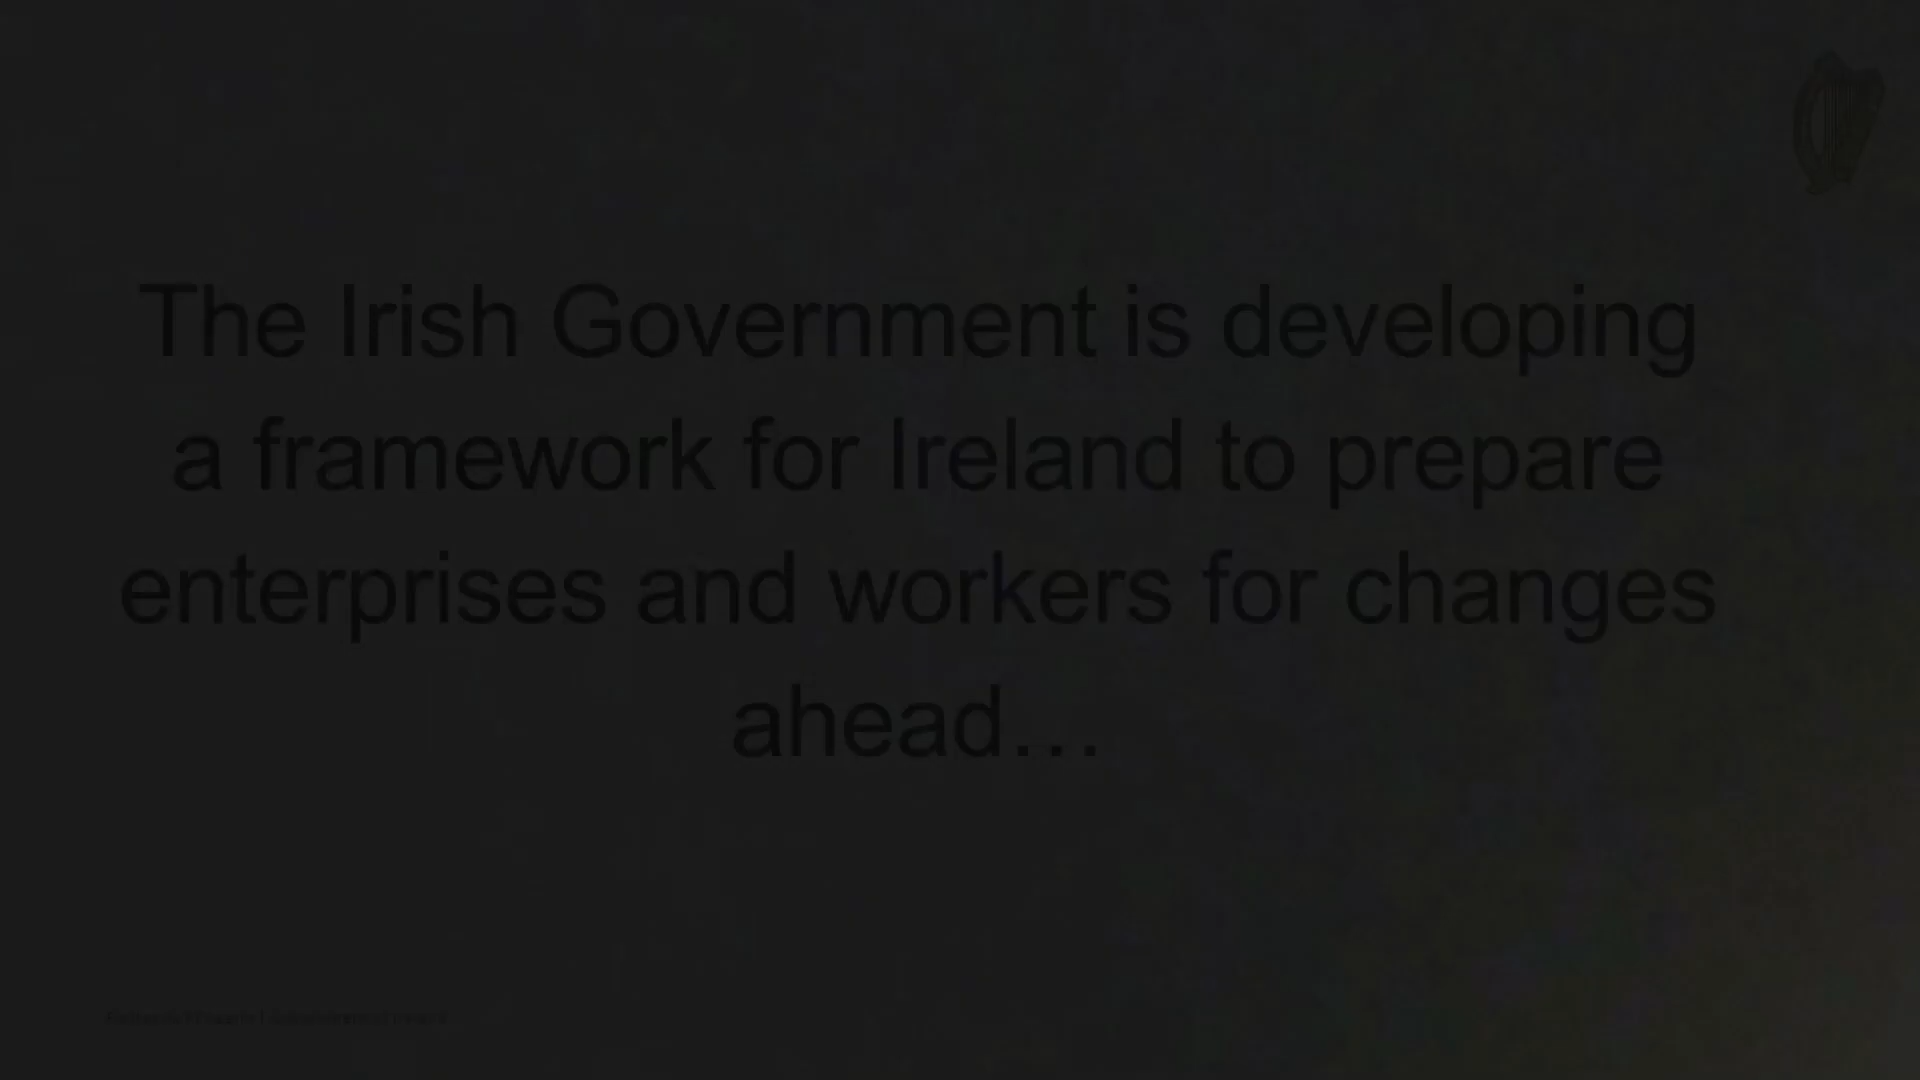 The Irish Government is developing
a framework for Ireland to prepare
enterprises and workers for changes
ahead…